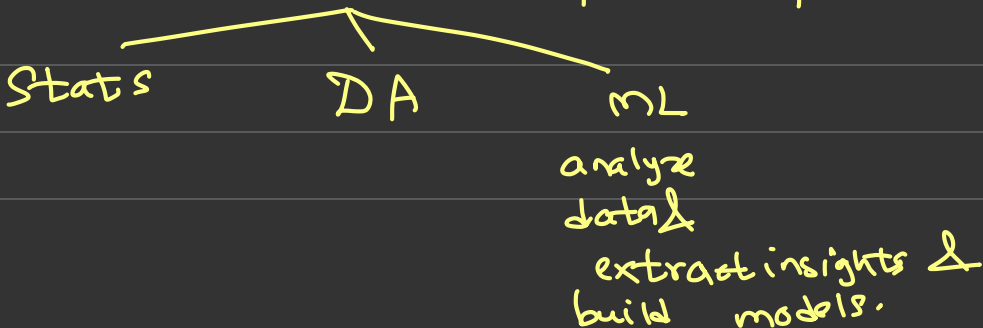 Stats DA ML
analyze
data &
extract insights &
build models.